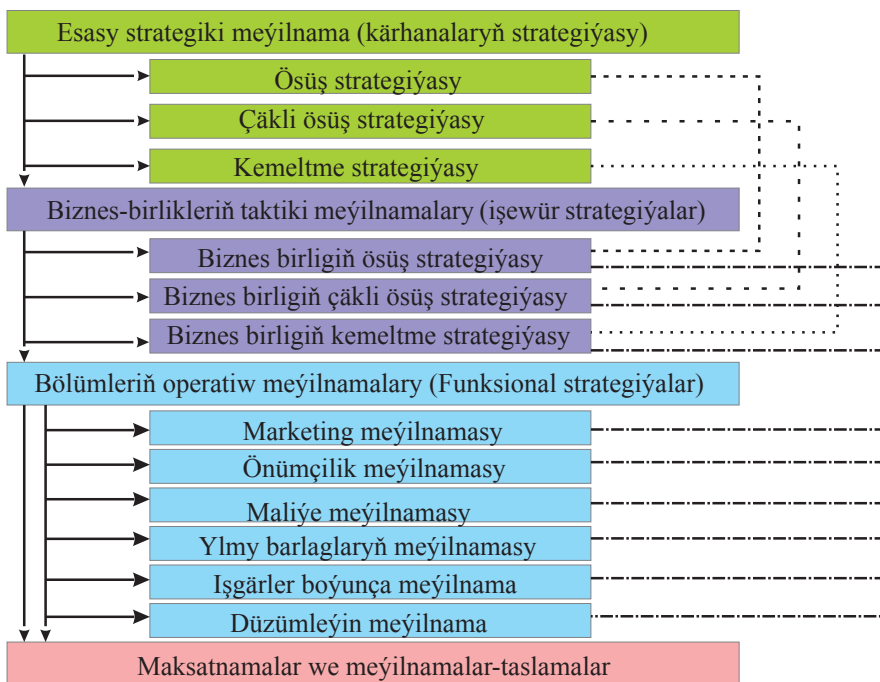 Esasy strategiki meýilnama (kärhanalaryň strategiýasy)
Ösüş strategiýasy
Çäkli ösüş strategiýasy
Kemeltme strategiýasy
Biznes-birlikleriň taktiki meýilnamalary (işewür strategiýalar)
Biznes birligiň ösüş strategiýasy
Biznes birligiň çäkli ösüş strategiýasy
Biznes birligiň kemeltme strategiýasy
Bölümleriň operatiw meýilnamalary (Funksional strategiýalar)
Marketing meýilnamasy
Önümçilik meýilnamasy
Maliýe meýilnamasy
Ylmy barlaglaryň meýilnamasy
Işgärler boýunça meýilnama
Düzümleýin meýilnama
Maksatnamalar we meýilnamalar-taslamalar